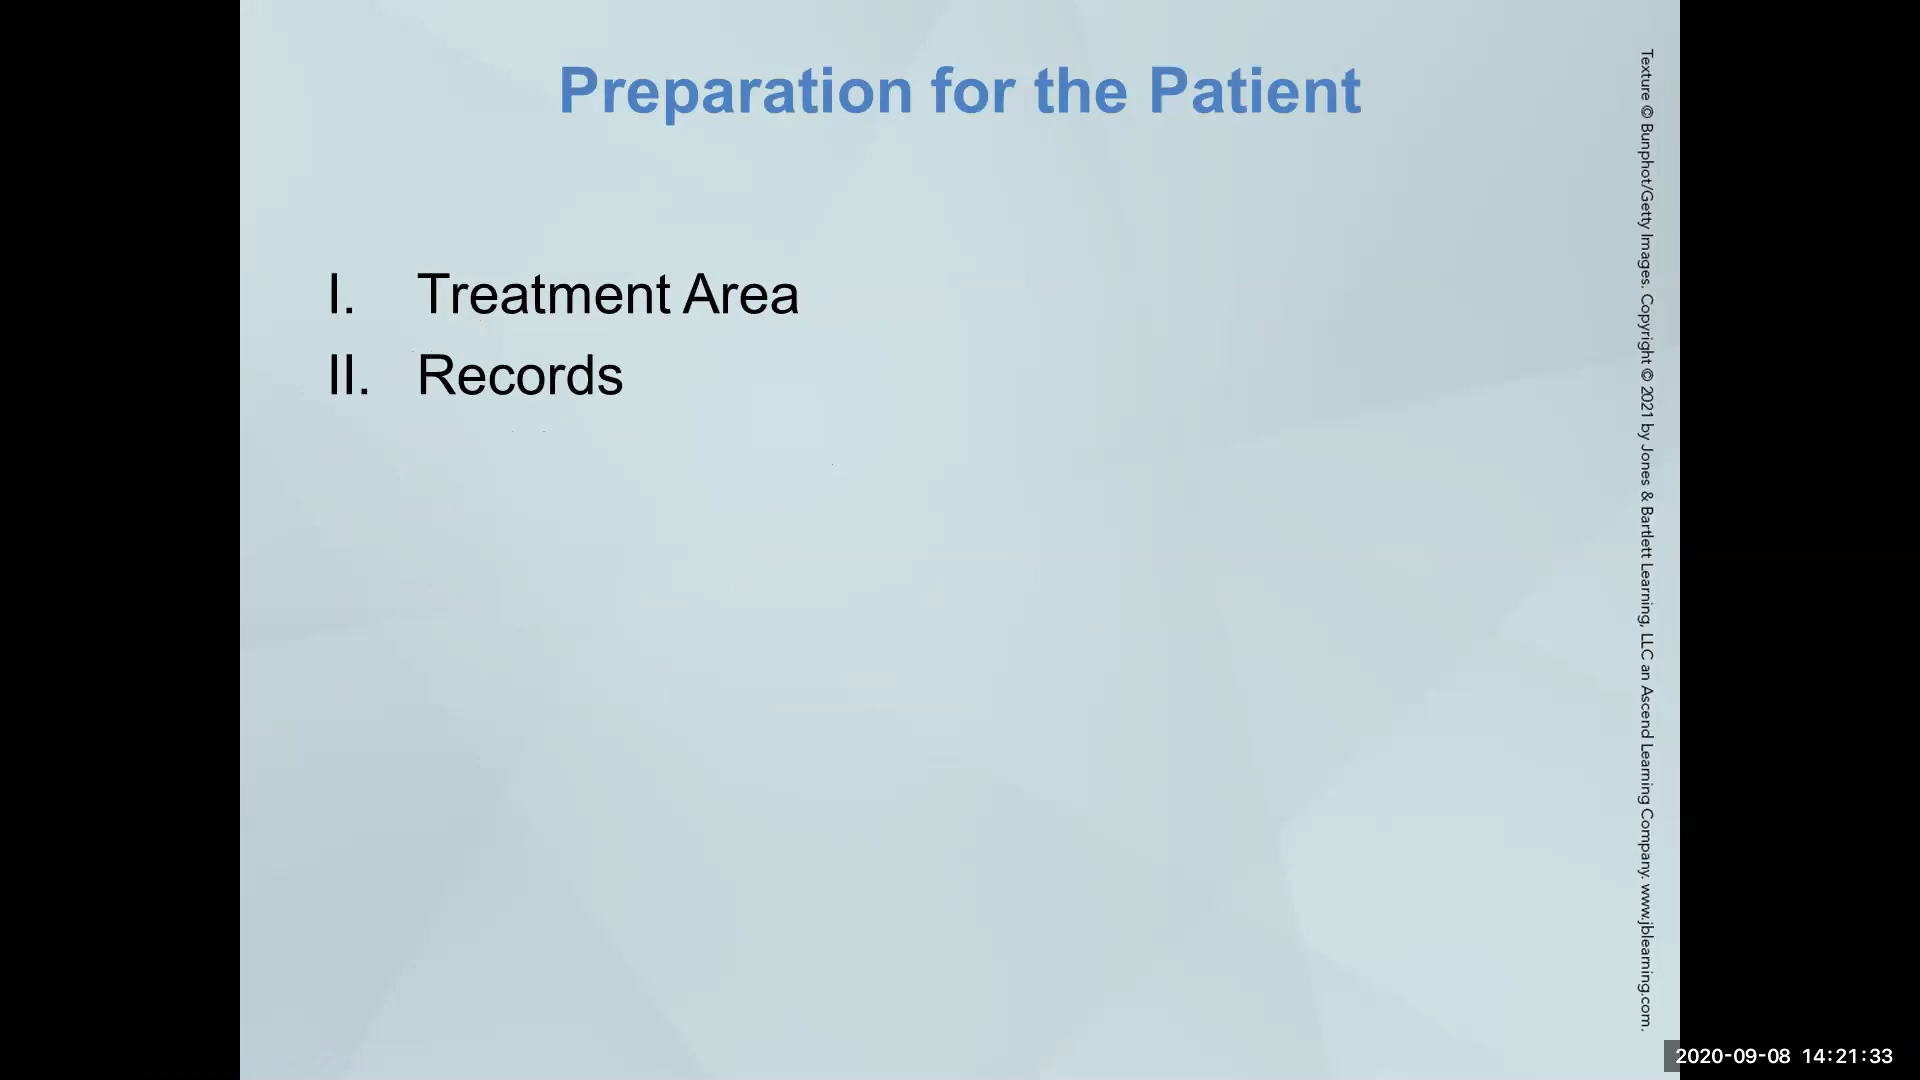 Preparation for the Patient
I. Treatment Area
II. Records
Texture © Bunphot/Getty Images. Copyright © 2021 by Jones & Bartlett Learning, LLC an Ascend Learning Company. www.jblearning.com.
2020-09-08 14:21:33